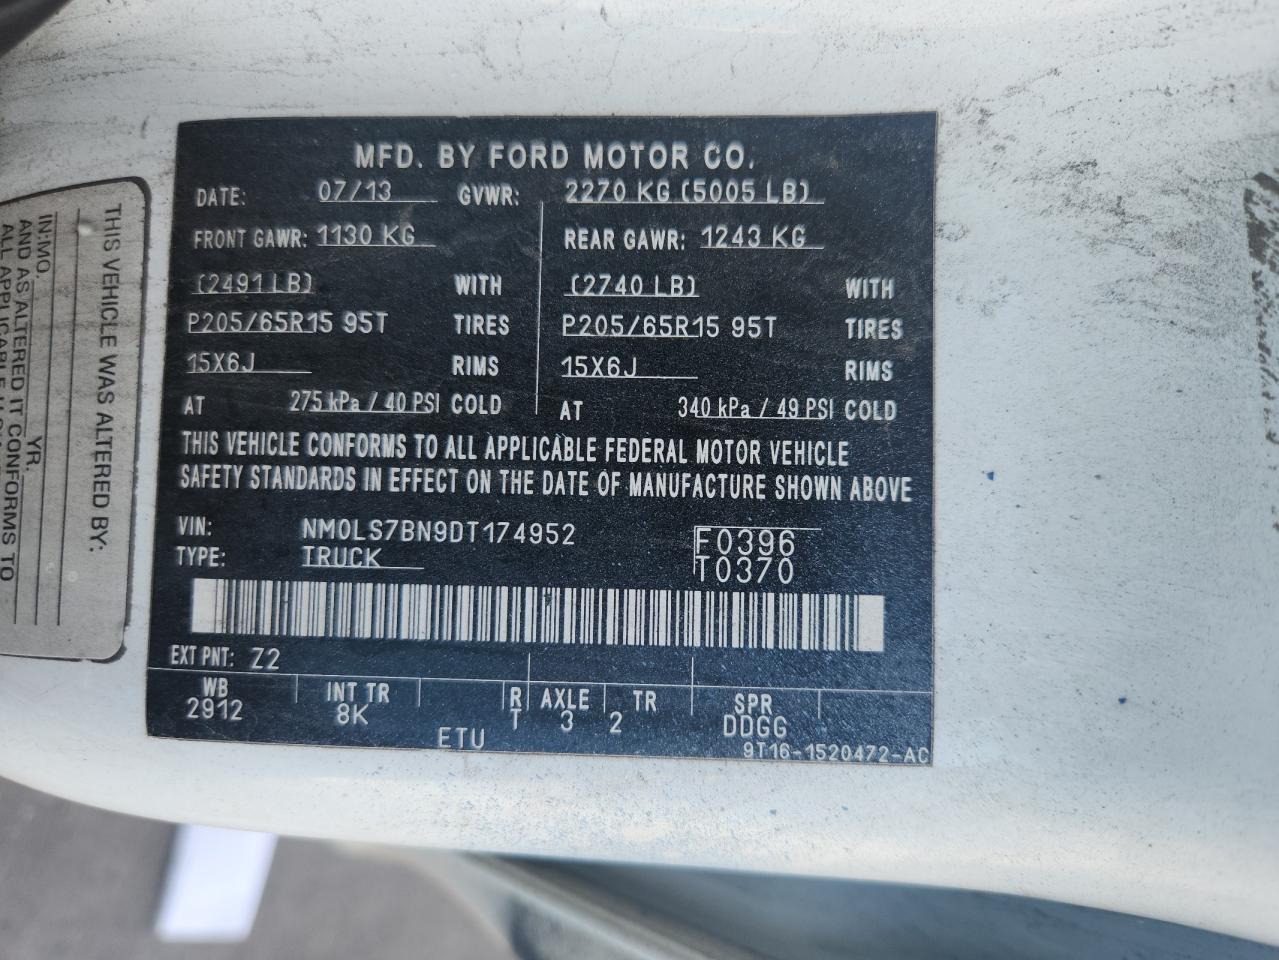 MFD. BY FORD MOTOR CO.
DATE: 07/13 GVWR: 2270 KG (5005 LB)
FRONT GAWR: 1130 KG REAR GAWR: 1243 KG
(2491 LB) WITH (2740 LB) WITH
P205/65R15 95T TIRES P205/65R15 95T TIRES
15X6J RIMS 15X6J RIMS
AT 275 kPa / 40 PSI COLD AT 340 kPa / 49 PSI COLD
THIS VEHICLE CONFORMS TO ALL APPLICABLE FEDERAL MOTOR VEHICLE
SAFETY STANDARDS IN EFFECT ON THE DATE OF MANUFACTURE SHOWN ABOVE
VIN: NM0LS7BN9DT174952 F0396
TYPE: TRUCK T0370
EXT PNT: Z2
WB INT TR R AXLE TR SPR
2912 8K T 3 2 DDGG
ETU 9T16-1520472-AC
THIS VEHICLE WAS ALTERED BY:
IN: MO. YR.
AND AS ALTERED IT CONFORMS TO
ALL APPLICABLE